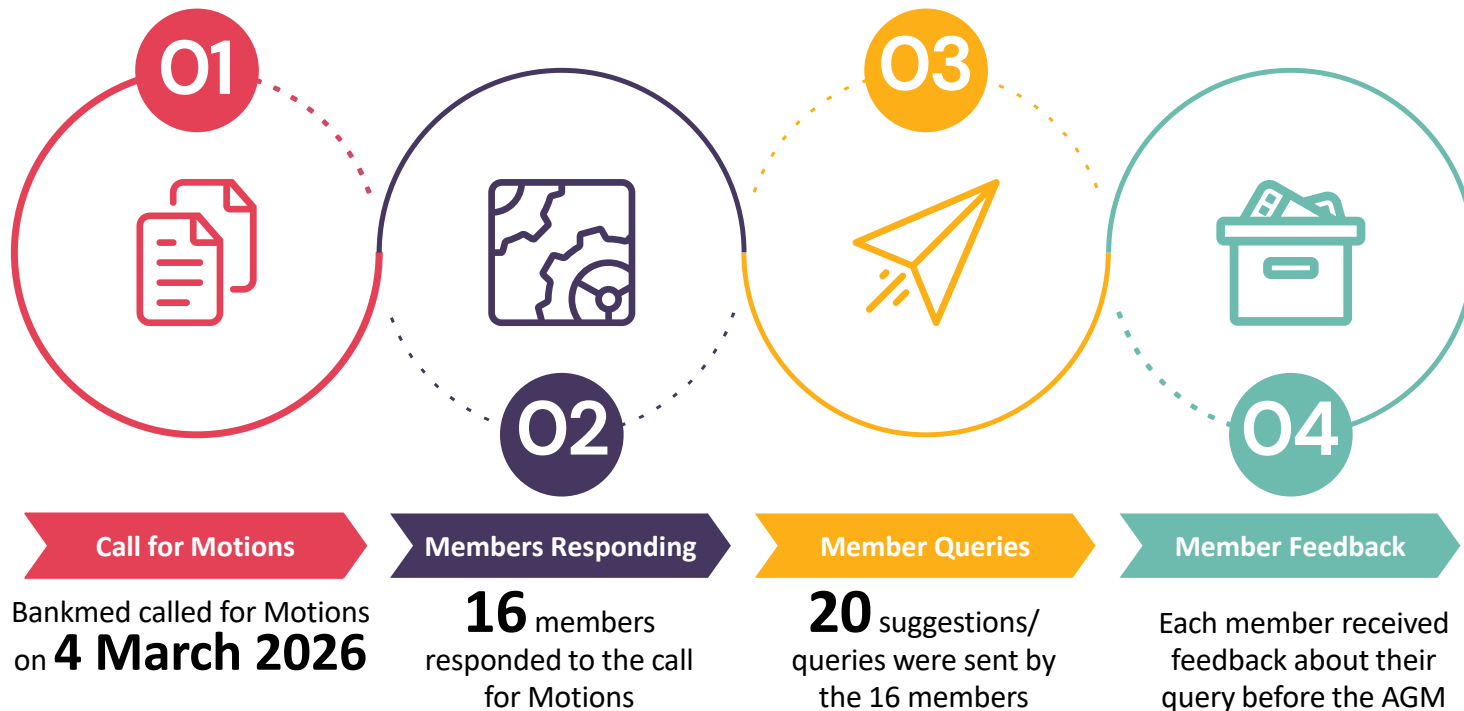 01
02
03
04
Call for Motions
Bankmed called for Motions
on 4 March 2026
Members Responding
16 members
responded to the call
for Motions
Member Queries
20 suggestions/
queries were sent by
the 16 members
Member Feedback
Each member received
feedback about their
query before the AGM